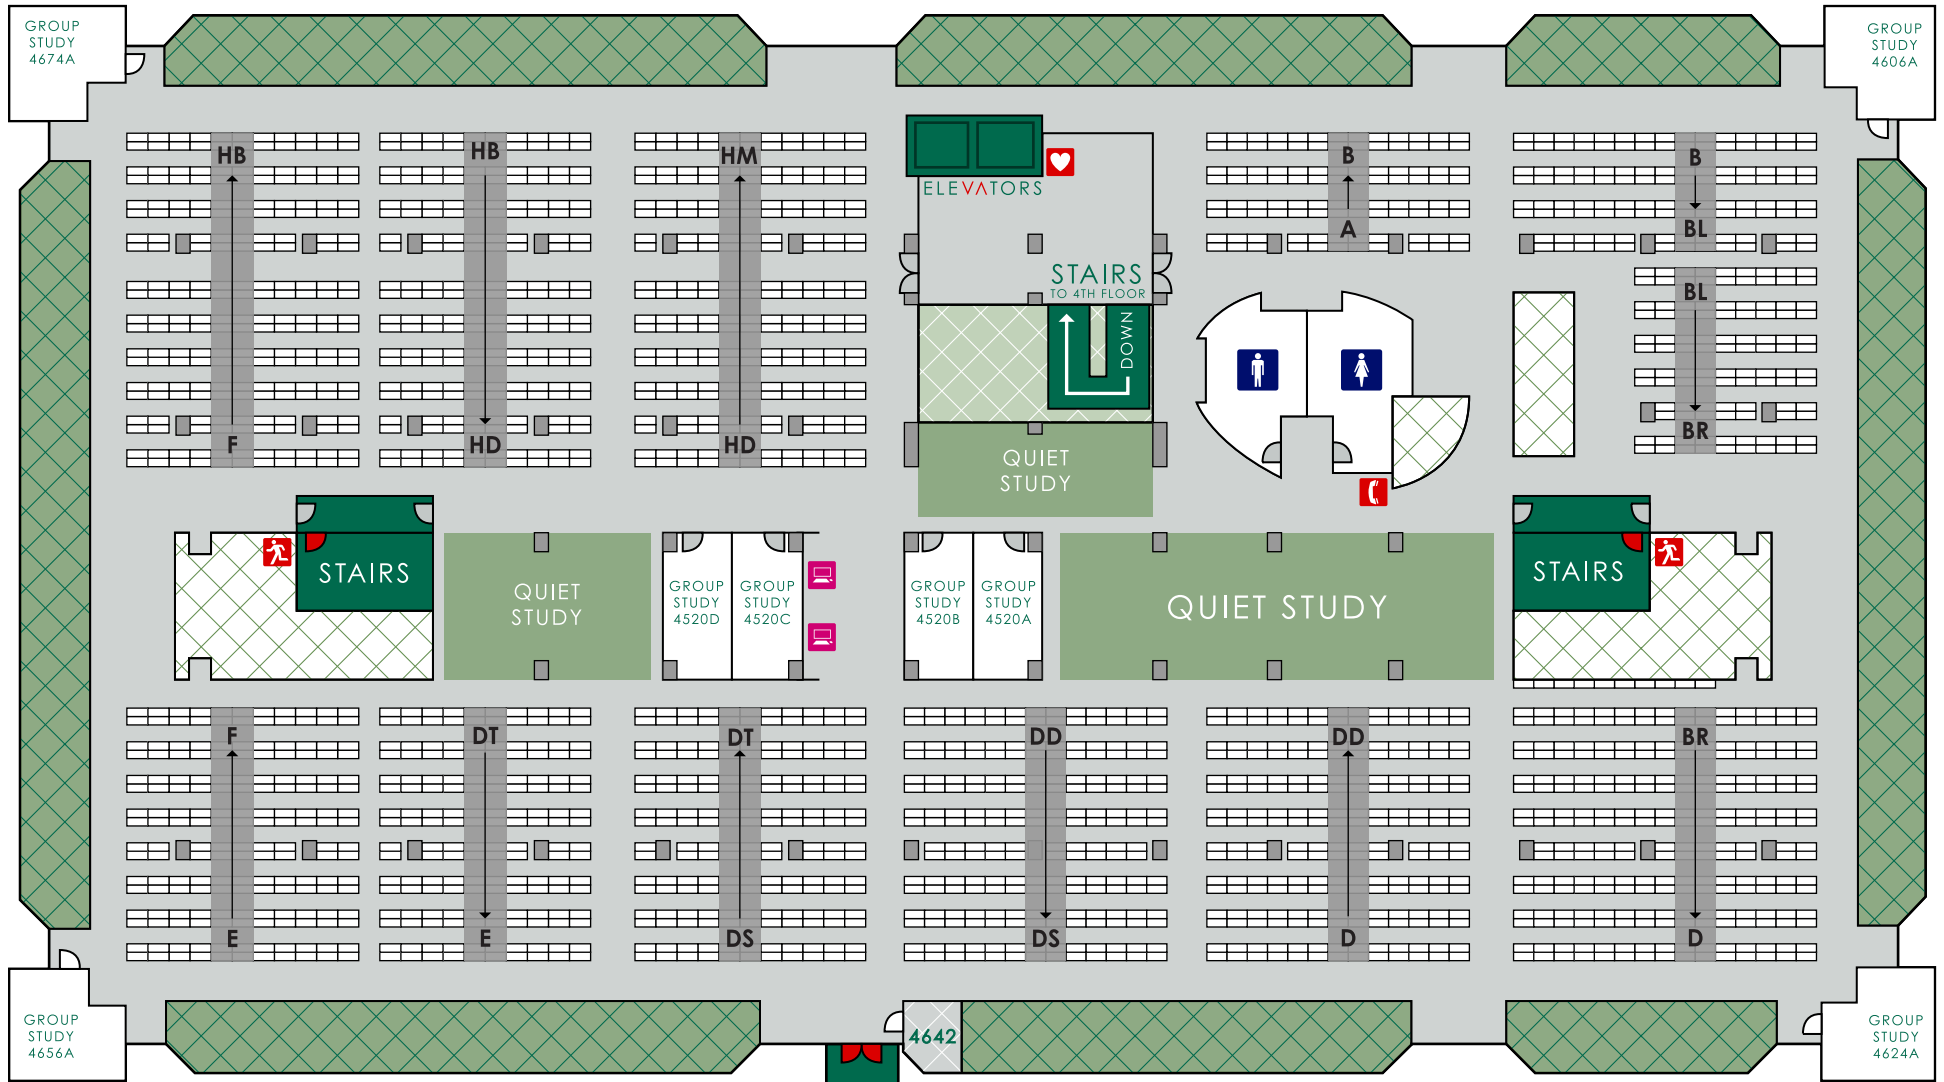 GROUP
STUDY
4674A
GROUP
STUDY
4606A
HB
HB
HM
ELEVATORS
B
A
B
BL
STAIRS
TO 4TH FLOOR
DOWN
BL
BR
F
HD
HD
QUIET
STUDY
STAIRS
QUIET
STUDY
GROUP
STUDY
4520D
GROUP
STUDY
4520C
GROUP
STUDY
4520B
GROUP
STUDY
4520A
QUIET STUDY
STAIRS
F
DT
DT
DD
DD
BR
E
E
DS
DS
D
D
GROUP
STUDY
4656A
4642
GROUP
STUDY
4624A